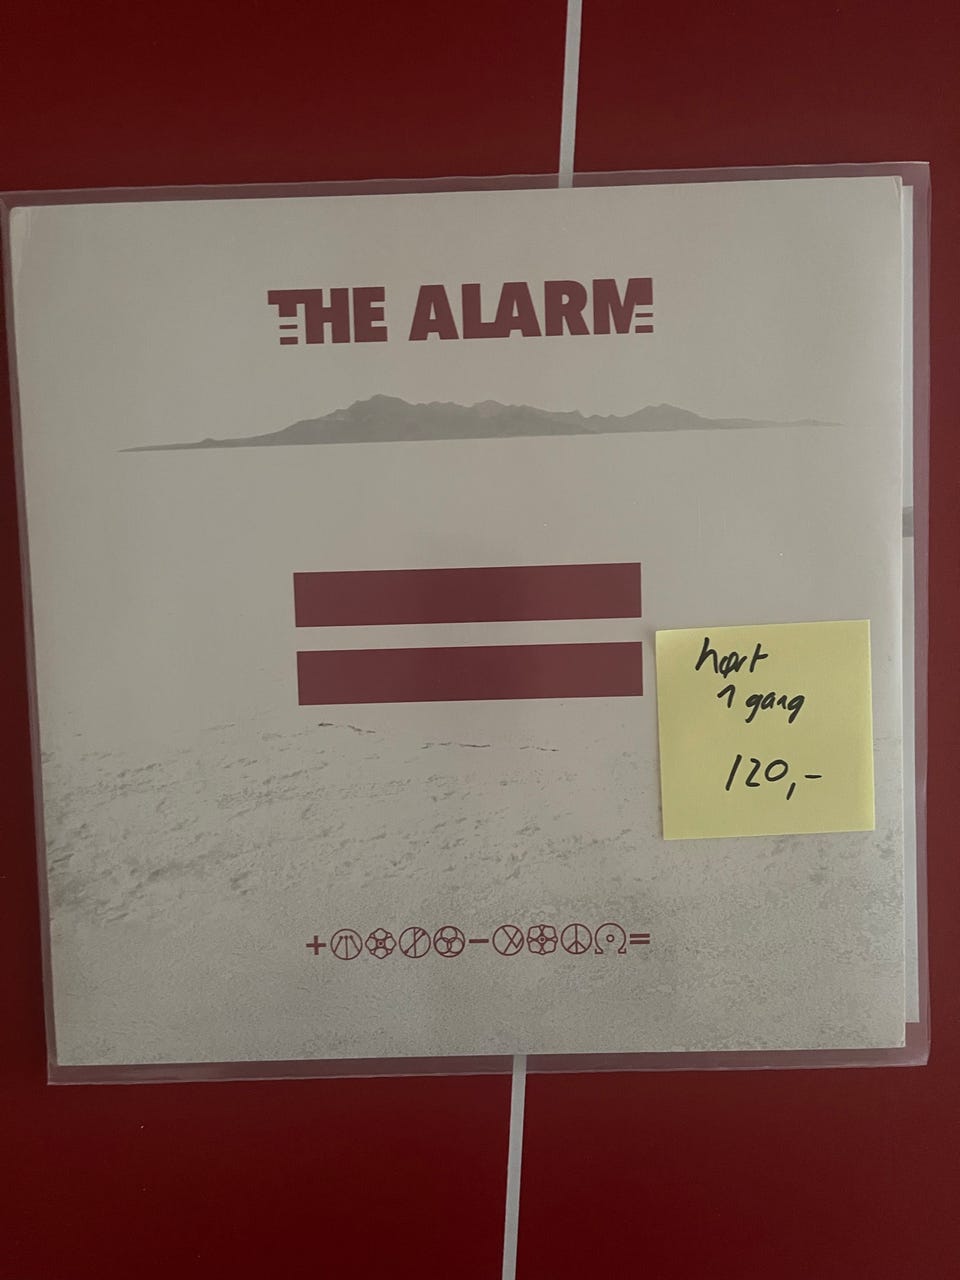 THE ALARM
hørt
1 gang
120,-